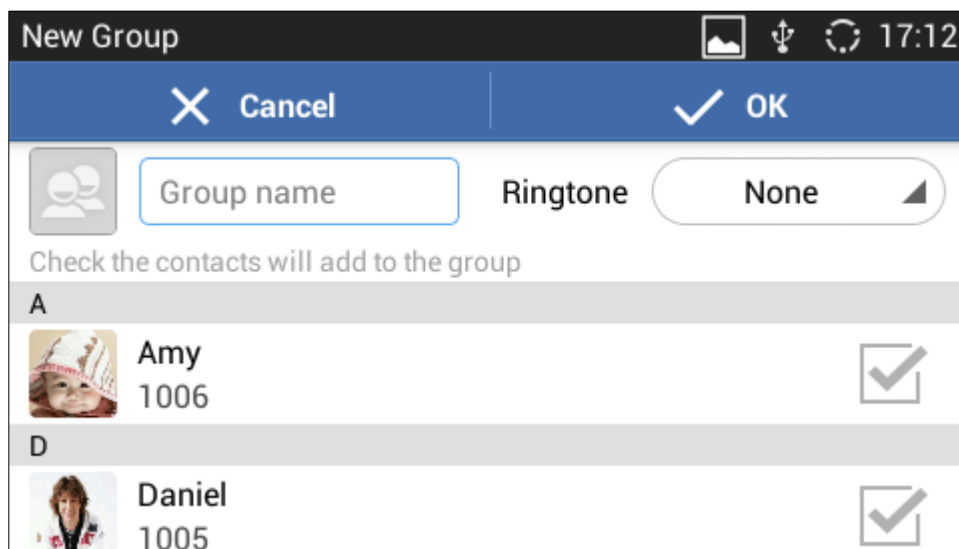 New Group 17:12
Cancel OK
Group name Ringtone None
Check the contacts will add to the group
A
Amy
1006
D
Daniel
1005